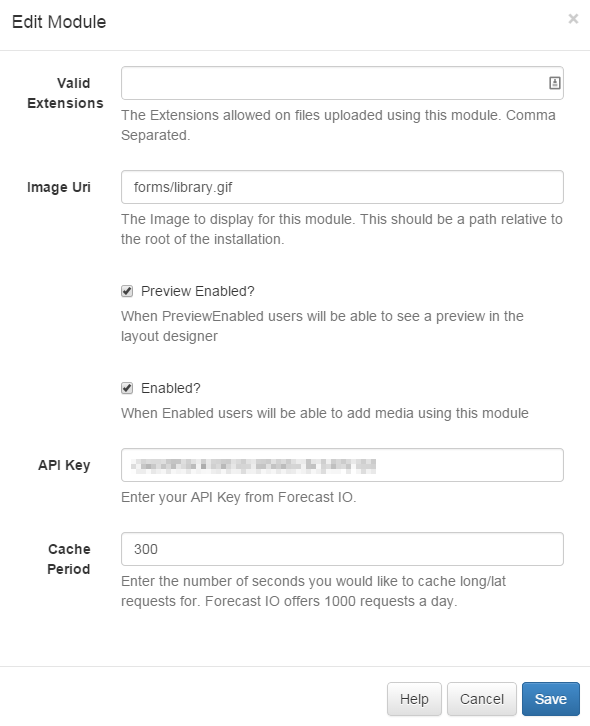 Edit Module
×
Valid
Extensions
The Extensions allowed on files uploaded using this module. Comma
Separated.
Image Uri
forms/library.gif
The Image to display for this module. This should be a path relative to
the root of the installation.
Preview Enabled?
When PreviewEnabled users will be able to see a preview in the
layout designer
Enabled?
When Enabled users will be able to add media using this module
API Key
Enter your API Key from Forecast IO.
Cache
Period
300
Enter the number of seconds you would like to cache long/lat
requests for. Forecast IO offers 1000 requests a day.
Help Cancel Save